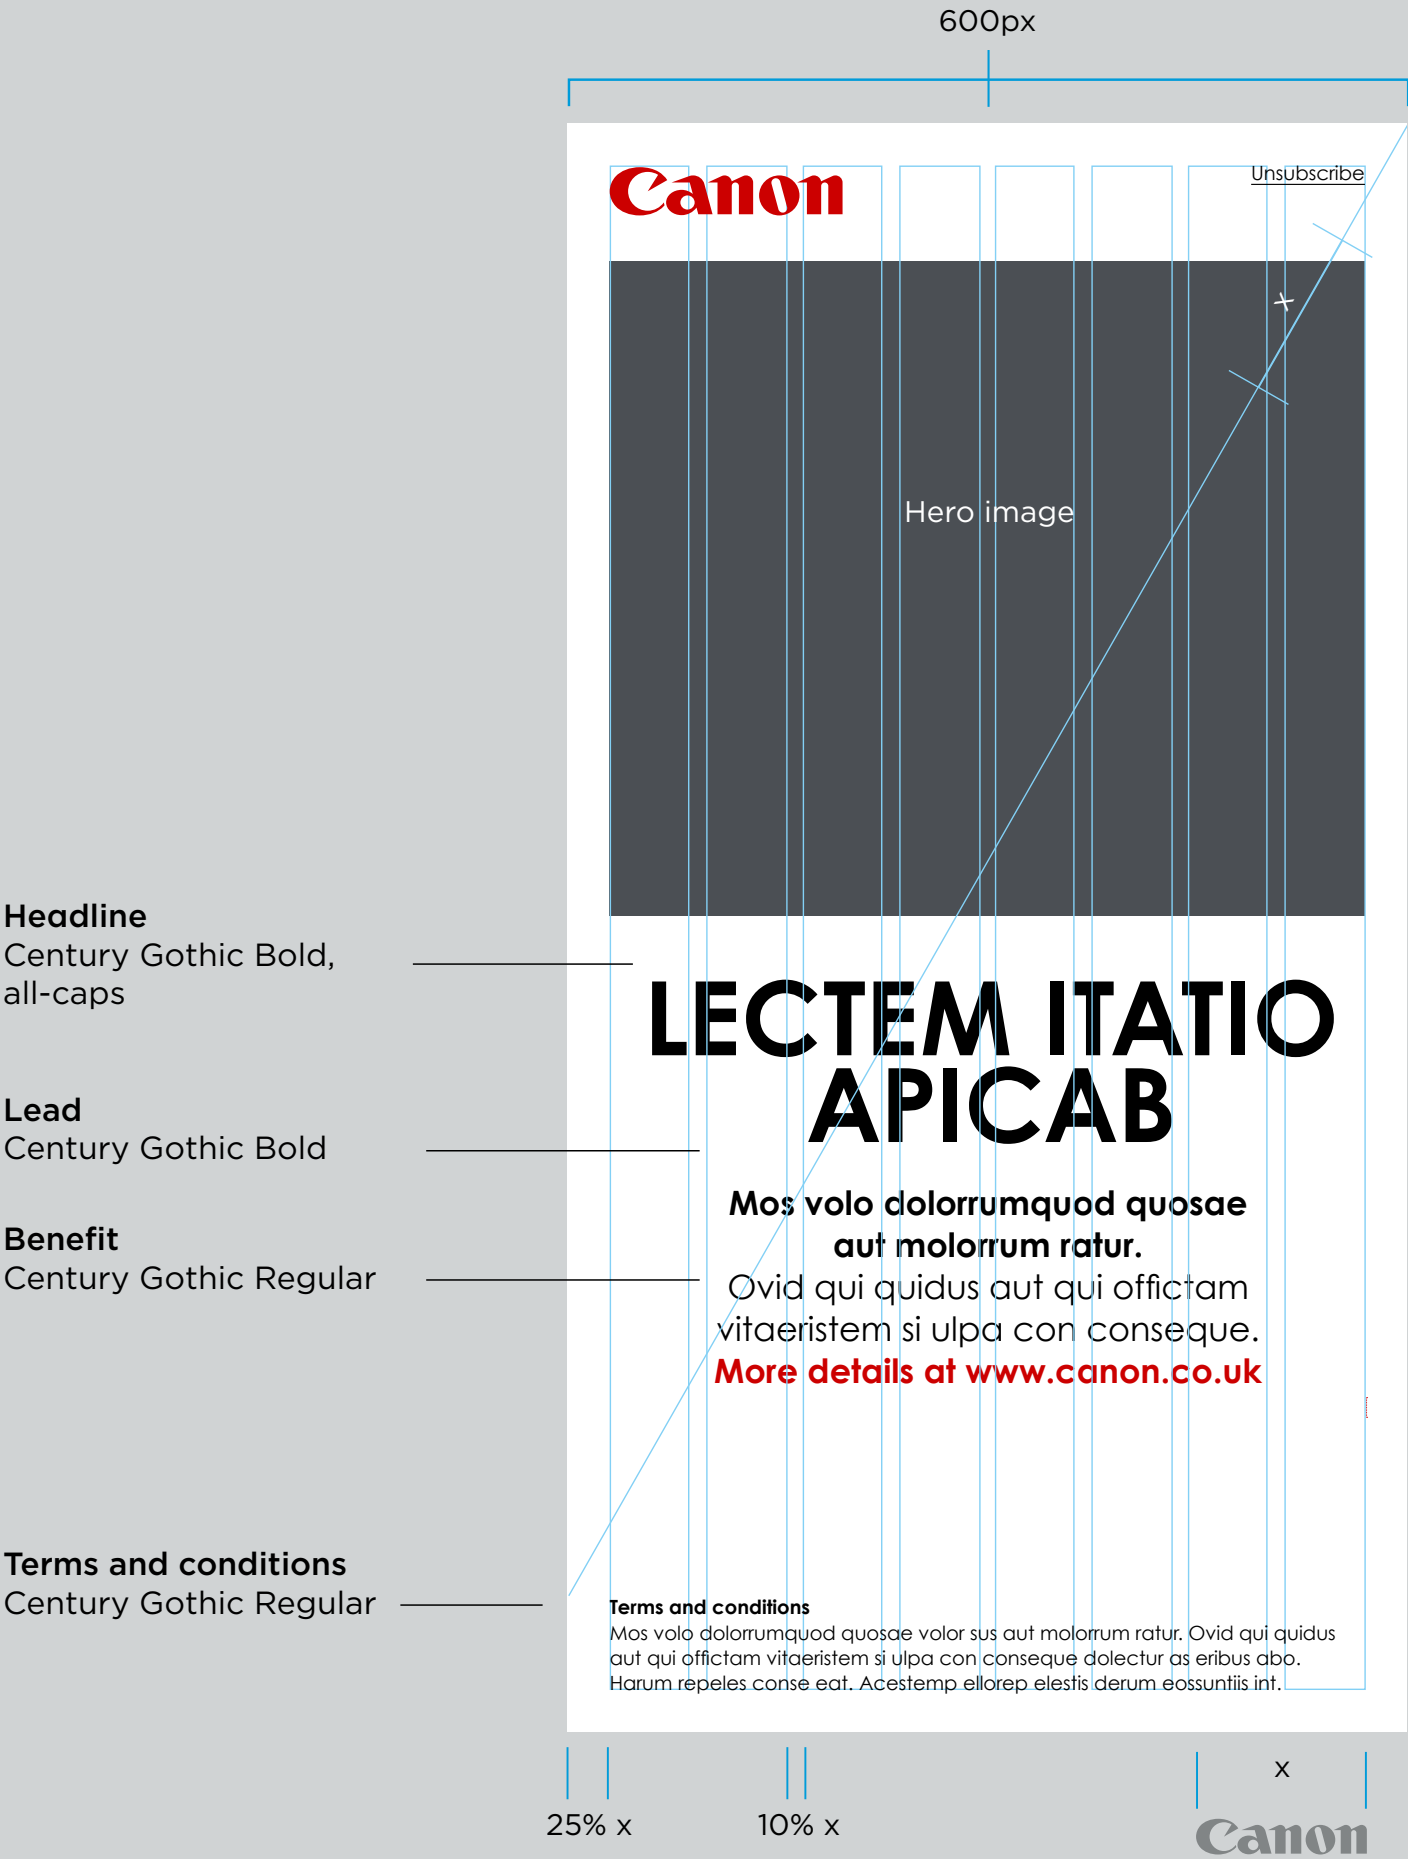 600px
Canon
Unsubscribe
x
Hero image
Headline
Century Gothic Bold,
all-caps
LECTEM ITATIO
APICAB
Lead
Century Gothic Bold
Mos volo dolorrumquod quosae
aut molorrum ratur.
Benefit
Century Gothic Regular
Ovid qui quidus aut qui offictam
vitaeristem si ulpa con conseque.
More details at www.canon.co.uk
Terms and conditions
Century Gothic Regular
Terms and conditions
Mos volo dolorrumquod quosae volor sus aut molorrum ratur. Ovid qui quidus
aut qui offictam vitaeristem si ulpa con conseque dolectur as eribus abo.
Harum repeles conse eat. Acestemp ellorep elestis derum eossuntiis int.
x
25% x
10% x
Canon